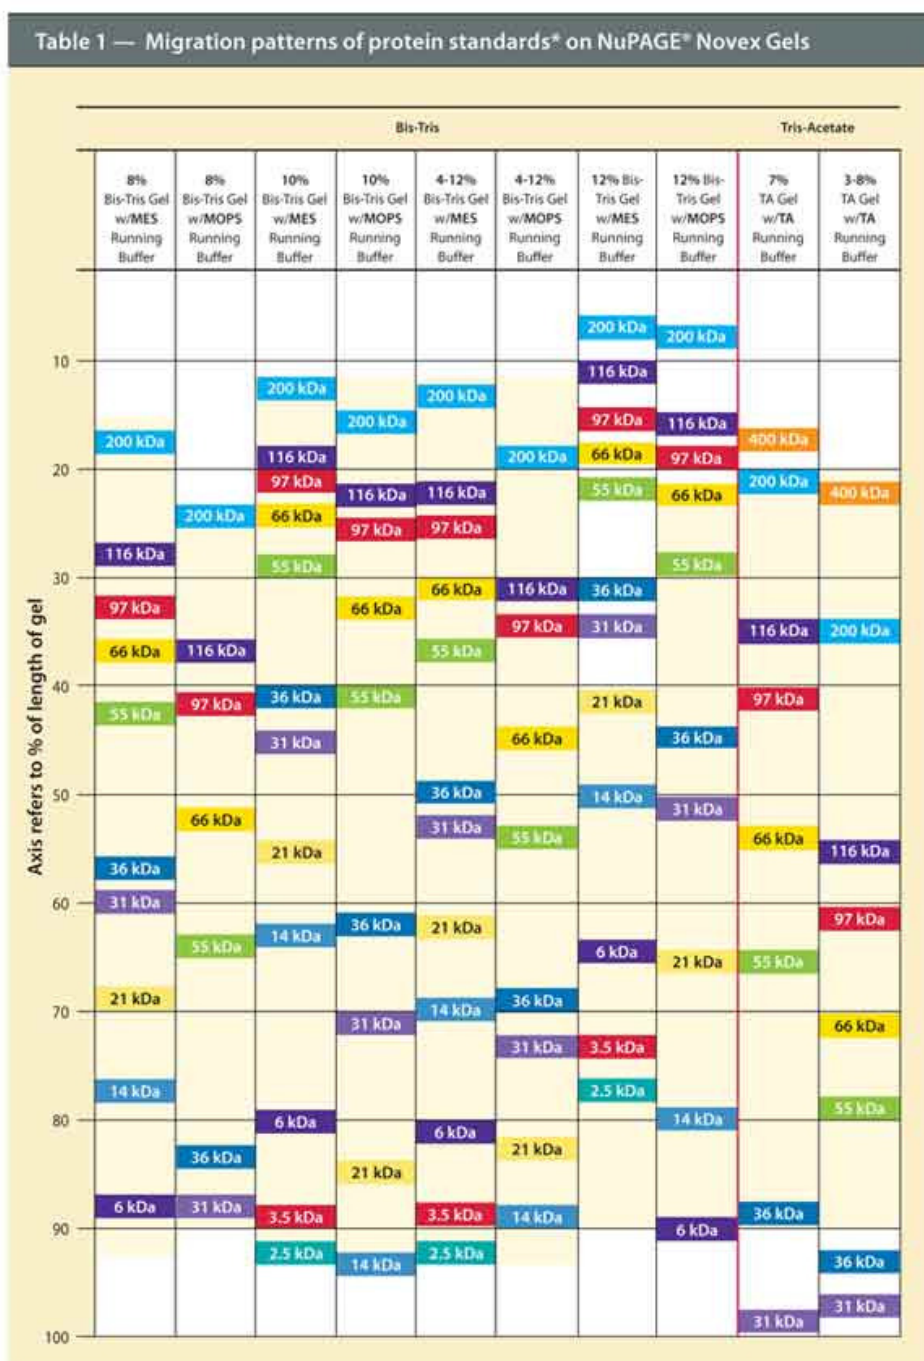 Table 1 — Migration patterns of protein standards* on NuPAGE® Novex Gels
Bis-Tris
Tris-Acetate
8%
Bis-Tris Gel
w/MES
Running
Buffer
8%
Bis-Tris Gel
w/MOPS
Running
Buffer
10%
Bis-Tris Gel
w/MES
Running
Buffer
10%
Bis-Tris Gel
w/MOPS
Running
Buffer
4-12%
Bis-Tris Gel
w/MES
Running
Buffer
4-12%
Bis-Tris Gel
w/MOPS
Running
Buffer
12% Bis-
Tris Gel
w/MES
Running
Buffer
12% Bis-
Tris Gel
w/MOPS
Running
Buffer
7%
TA Gel
w/TA
Running
Buffer
3-8%
TA Gel
w/TA
Running
Buffer
Axis refers to % of length of gel
10
20
30
40
50
60
70
80
90
100
200 kDa
116 kDa
97 kDa
66 kDa
55 kDa
36 kDa
31 kDa
21 kDa
14 kDa
6 kDa
200 kDa
116 kDa
97 kDa
66 kDa
55 kDa
36 kDa
31 kDa
200 kDa
116 kDa
97 kDa
66 kDa
55 kDa
36 kDa
31 kDa
21 kDa
14 kDa
6 kDa
3.5 kDa
2.5 kDa
200 kDa
116 kDa
97 kDa
66 kDa
55 kDa
36 kDa
31 kDa
21 kDa
14 kDa
200 kDa
116 kDa
97 kDa
66 kDa
55 kDa
36 kDa
31 kDa
21 kDa
14 kDa
6 kDa
3.5 kDa
2.5 kDa
200 kDa
116 kDa
97 kDa
66 kDa
55 kDa
36 kDa
31 kDa
21 kDa
14 kDa
200 kDa
116 kDa
97 kDa
66 kDa
55 kDa
36 kDa
31 kDa
21 kDa
14 kDa
6 kDa
3.5 kDa
2.5 kDa
200 kDa
116 kDa
97 kDa
66 kDa
55 kDa
36 kDa
31 kDa
21 kDa
14 kDa
6 kDa
400 kDa
200 kDa
116 kDa
97 kDa
66 kDa
55 kDa
36 kDa
31 kDa
400 kDa
200 kDa
116 kDa
97 kDa
66 kDa
55 kDa
36 kDa
31 kDa